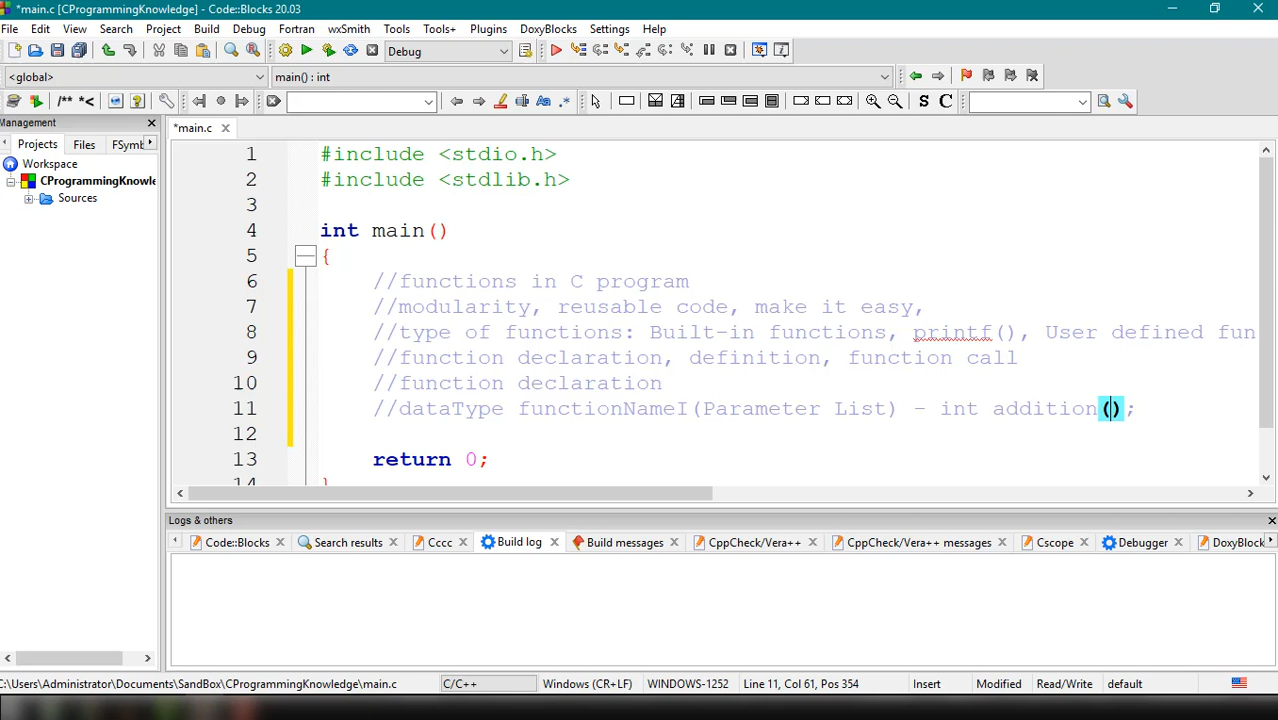 *main.c [CProgrammingKnowledge] - Code::Blocks 20.03
File Edit View Search Project Build Debug Fortran wxSmith Tools Tools+ Plugins DoxyBlocks Settings Help
Debug
<global> main() : int
/** *< S C
Management
Projects Files FSymb
Workspace
CProgrammingKnowle
Sources
*main.c
1 #include <stdio.h>
2 #include <stdlib.h>
3
4 int main()
5 {
6 //functions in C program
7 //modularity, reusable code, make it easy,
8 //type of functions: Built-in functions, printf(), User defined fun
9 //function declaration, definition, function call
10 //function declaration
11 //dataType functionNameI(Parameter List) - int addition();
12
13 return 0;
14 }
Logs & others
Code::Blocks Search results Cccc Build log Build messages CppCheck/Vera++ CppCheck/Vera++ messages Cscope Debugger DoxyBlock
C:\Users\Administrator\Documents\SandBox\CProgrammingKnowledge\main.c C/C++ Windows (CR+LF) WINDOWS-1252 Line 11, Col 61, Pos 354 Insert Modified Read/Write default